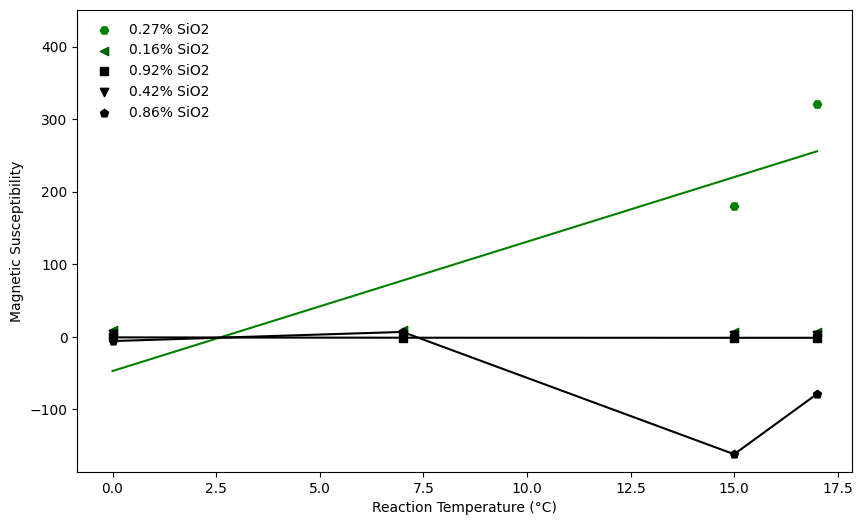 0.27% SiO2
0.16% SiO2
0.92% SiO2
0.42% SiO2
0.86% SiO2
400
300
200
100
0
−100
Magnetic Susceptibility
0.0 2.5 5.0 7.5 10.0 12.5 15.0 17.5
Reaction Temperature (°C)